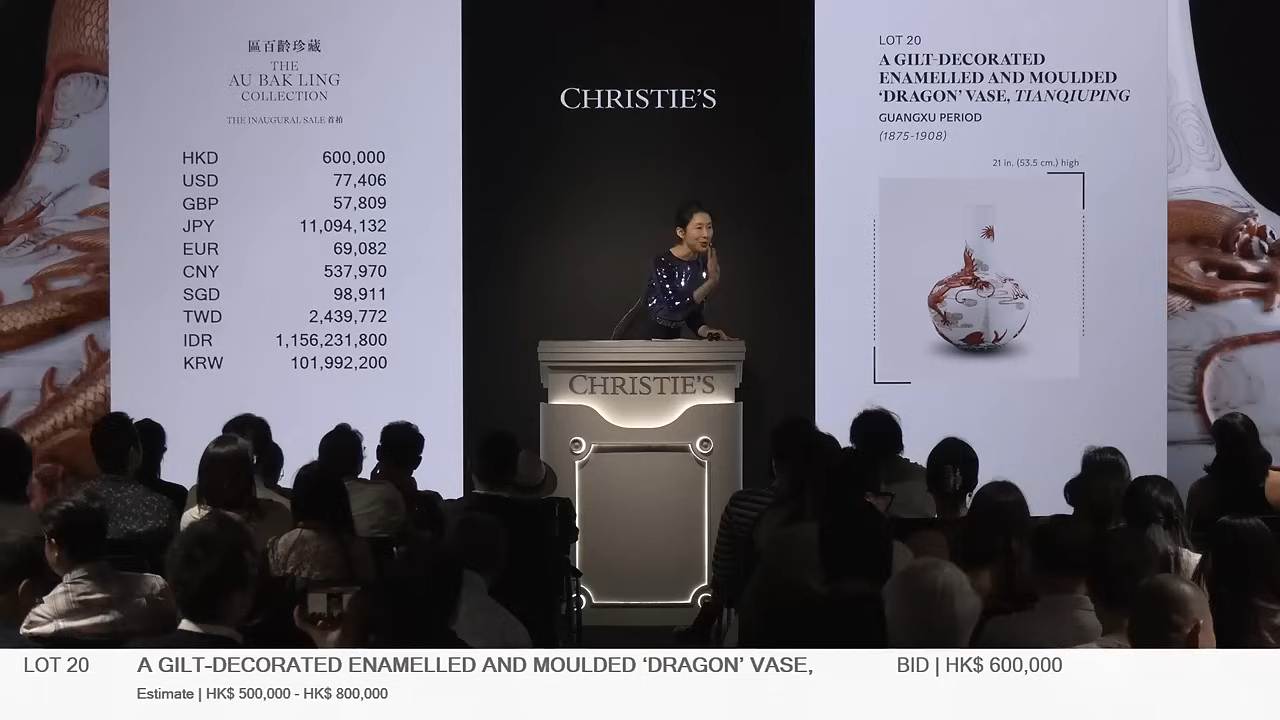 區百齡珍藏
THE
AU BAK LING
COLLECTION
THE INAUGURAL SALE 首拍
HKD 600,000
USD 77,406
GBP 57,809
JPY 11,094,132
EUR 69,082
CNY 537,970
SGD 98,911
TWD 2,439,772
IDR 1,156,231,800
KRW 101,992,200
CHRISTIE'S
CHRISTIE'S
LOT 20
A GILT-DECORATED
ENAMELLED AND MOULDED
‘DRAGON’ VASE, TIANQIUPING
GUANGXU PERIOD
(1875-1908)
21 in. (53.5 cm.) high
LOT 20 A GILT-DECORATED ENAMELLED AND MOULDED ‘DRAGON’ VASE, BID | HK$ 600,000
Estimate | HK$ 500,000 - HK$ 800,000